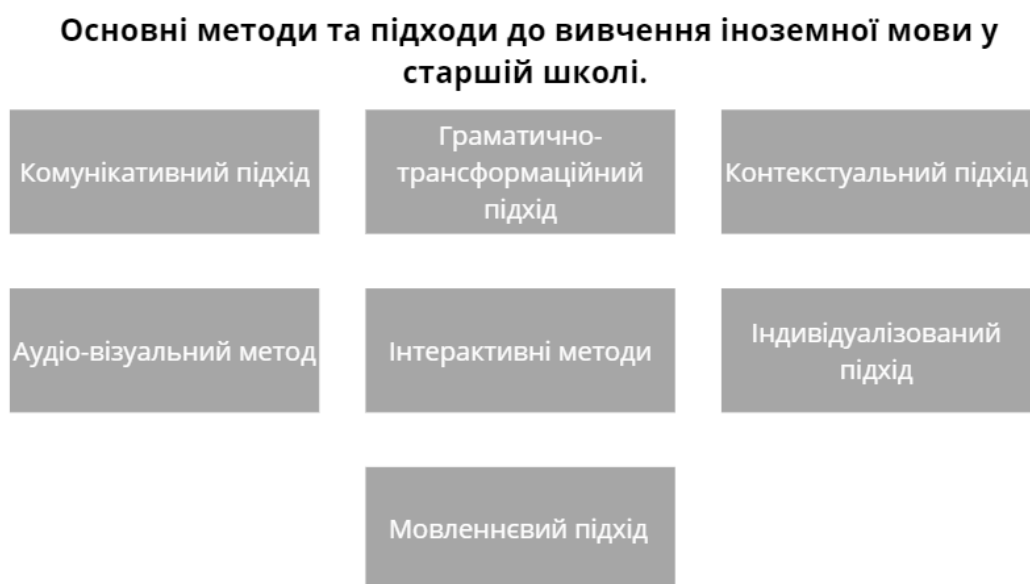 Основні методи та підходи до вивчення іноземної мови у
старшій школі.
Комунікативний підхід
Граматично-
трансформаційний
підхід
Контекстуальний підхід
Аудіо-візуальний метод
Інтерактивні методи
Індивідуалізований
підхід
Мовленнєвий підхід